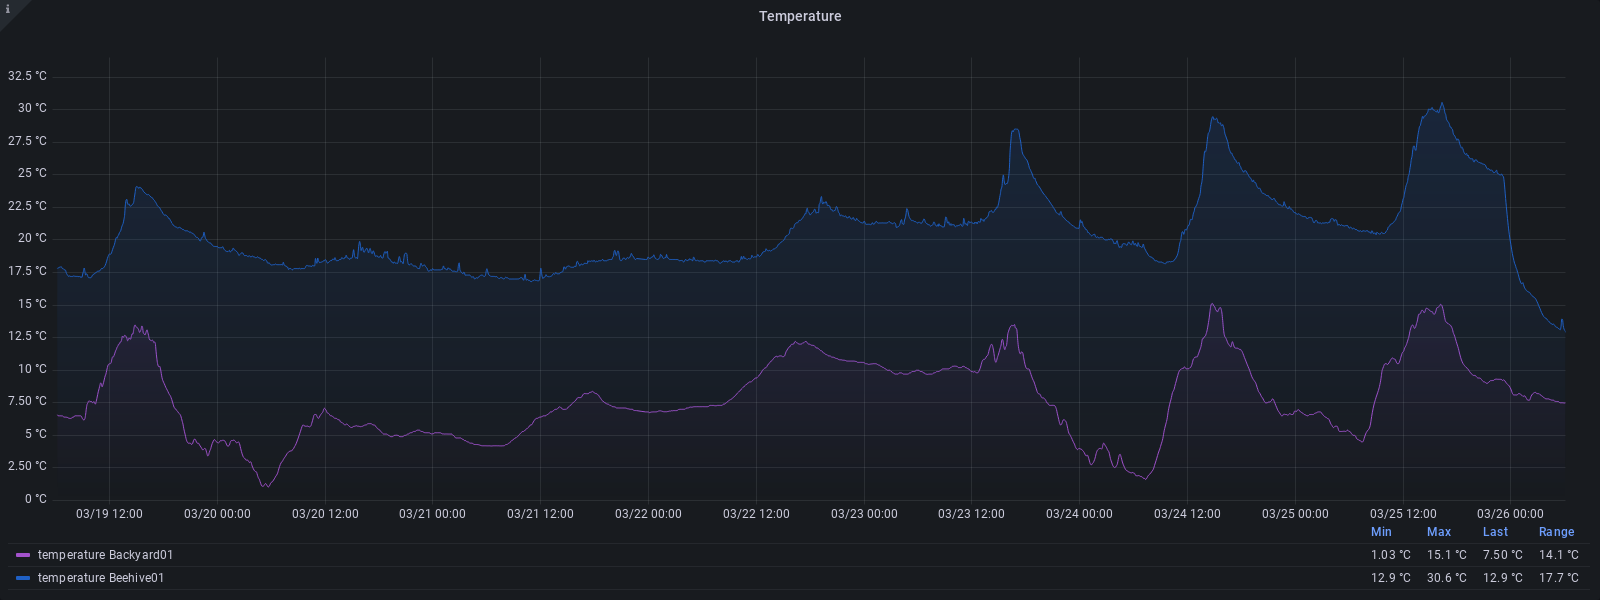 i
Temperature
32.5 °C
30 °C
27.5 °C
25 °C
22.5 °C
20 °C
17.5 °C
15 °C
12.5 °C
10 °C
7.50 °C
5 °C
2.50 °C
0 °C
03/19 12:00 03/20 00:00 03/20 12:00 03/21 00:00 03/21 12:00 03/22 00:00 03/22 12:00 03/23 00:00 03/23 12:00 03/24 00:00 03/24 12:00 03/25 00:00 03/25 12:00 03/26 00:00
Min Max Last Range
temperature Backyard01 1.03 °C 15.1 °C 7.50 °C 14.1 °C
temperature Beehive01 12.9 °C 30.6 °C 12.9 °C 17.7 °C